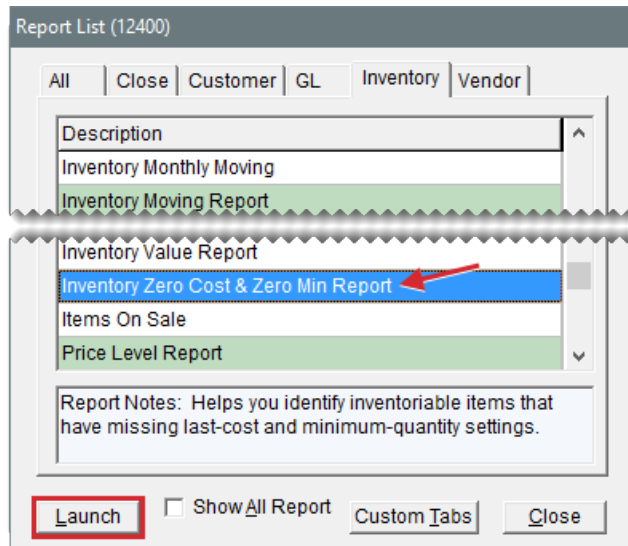 Report List (12400)
All Close Customer GL Inventory Vendor
Description
Inventory Monthly Moving
Inventory Moving Report
Inventory Value Report
Inventory Zero Cost & Zero Min Report
Items On Sale
Price Level Report
Report Notes: Helps you identify inventoriable items that
have missing last-cost and minimum-quantity settings.
Launch Show All Report Custom Tabs Close